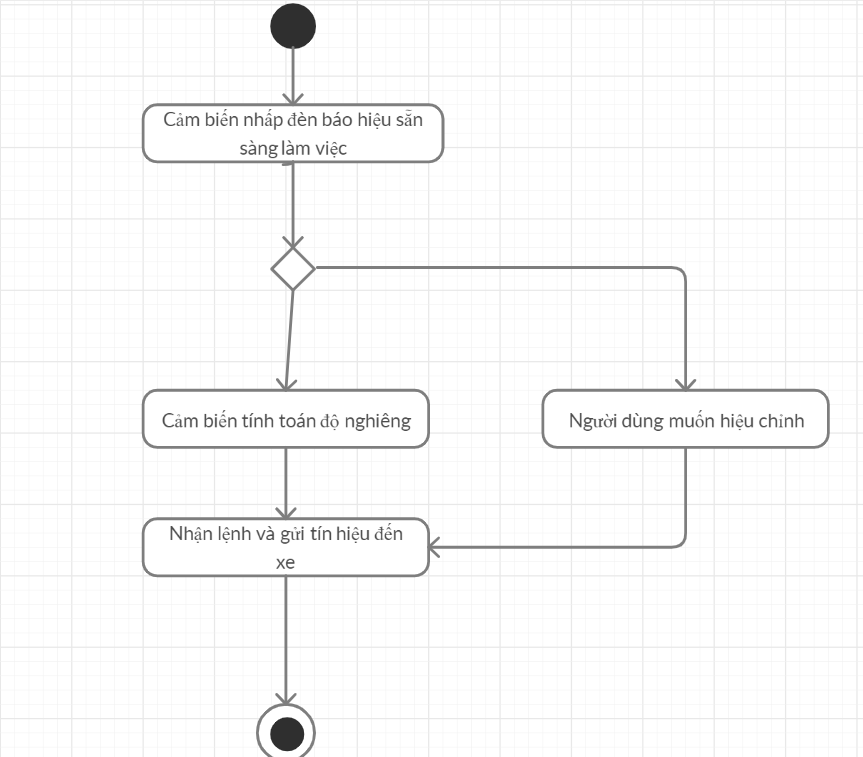 Cảm biến nhấp đèn báo hiệu sẵn
sàng làm việc
Cảm biến tính toán độ nghiêng
Người dùng muốn hiệu chỉnh
Nhận lệnh và gửi tín hiệu đến
xe